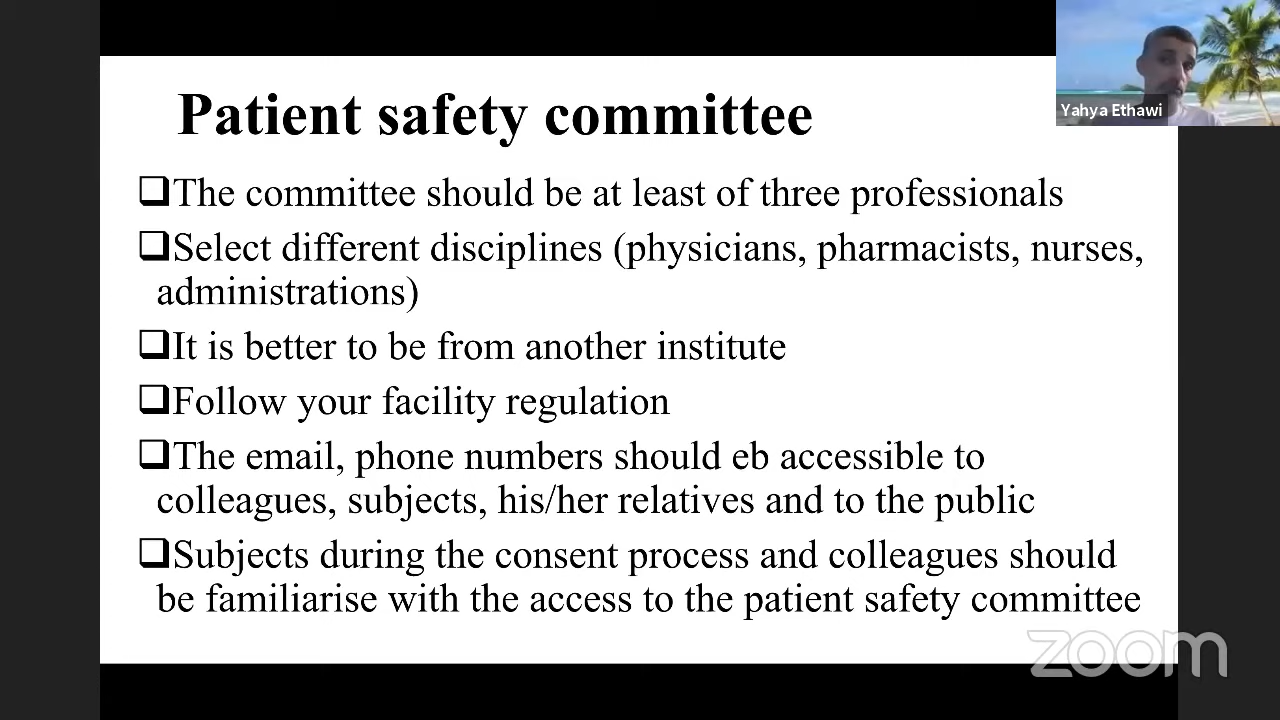 Patient safety committee
Yahya Ethawi
❑The committee should be at least of three professionals
❑Select different disciplines (physicians, pharmacists, nurses,
administrations)
❑It is better to be from another institute
❑Follow your facility regulation
❑The email, phone numbers should eb accessible to
colleagues, subjects, his/her relatives and to the public
❑Subjects during the consent process and colleagues should
be familiarise with the access to the patient safety committee
zoom